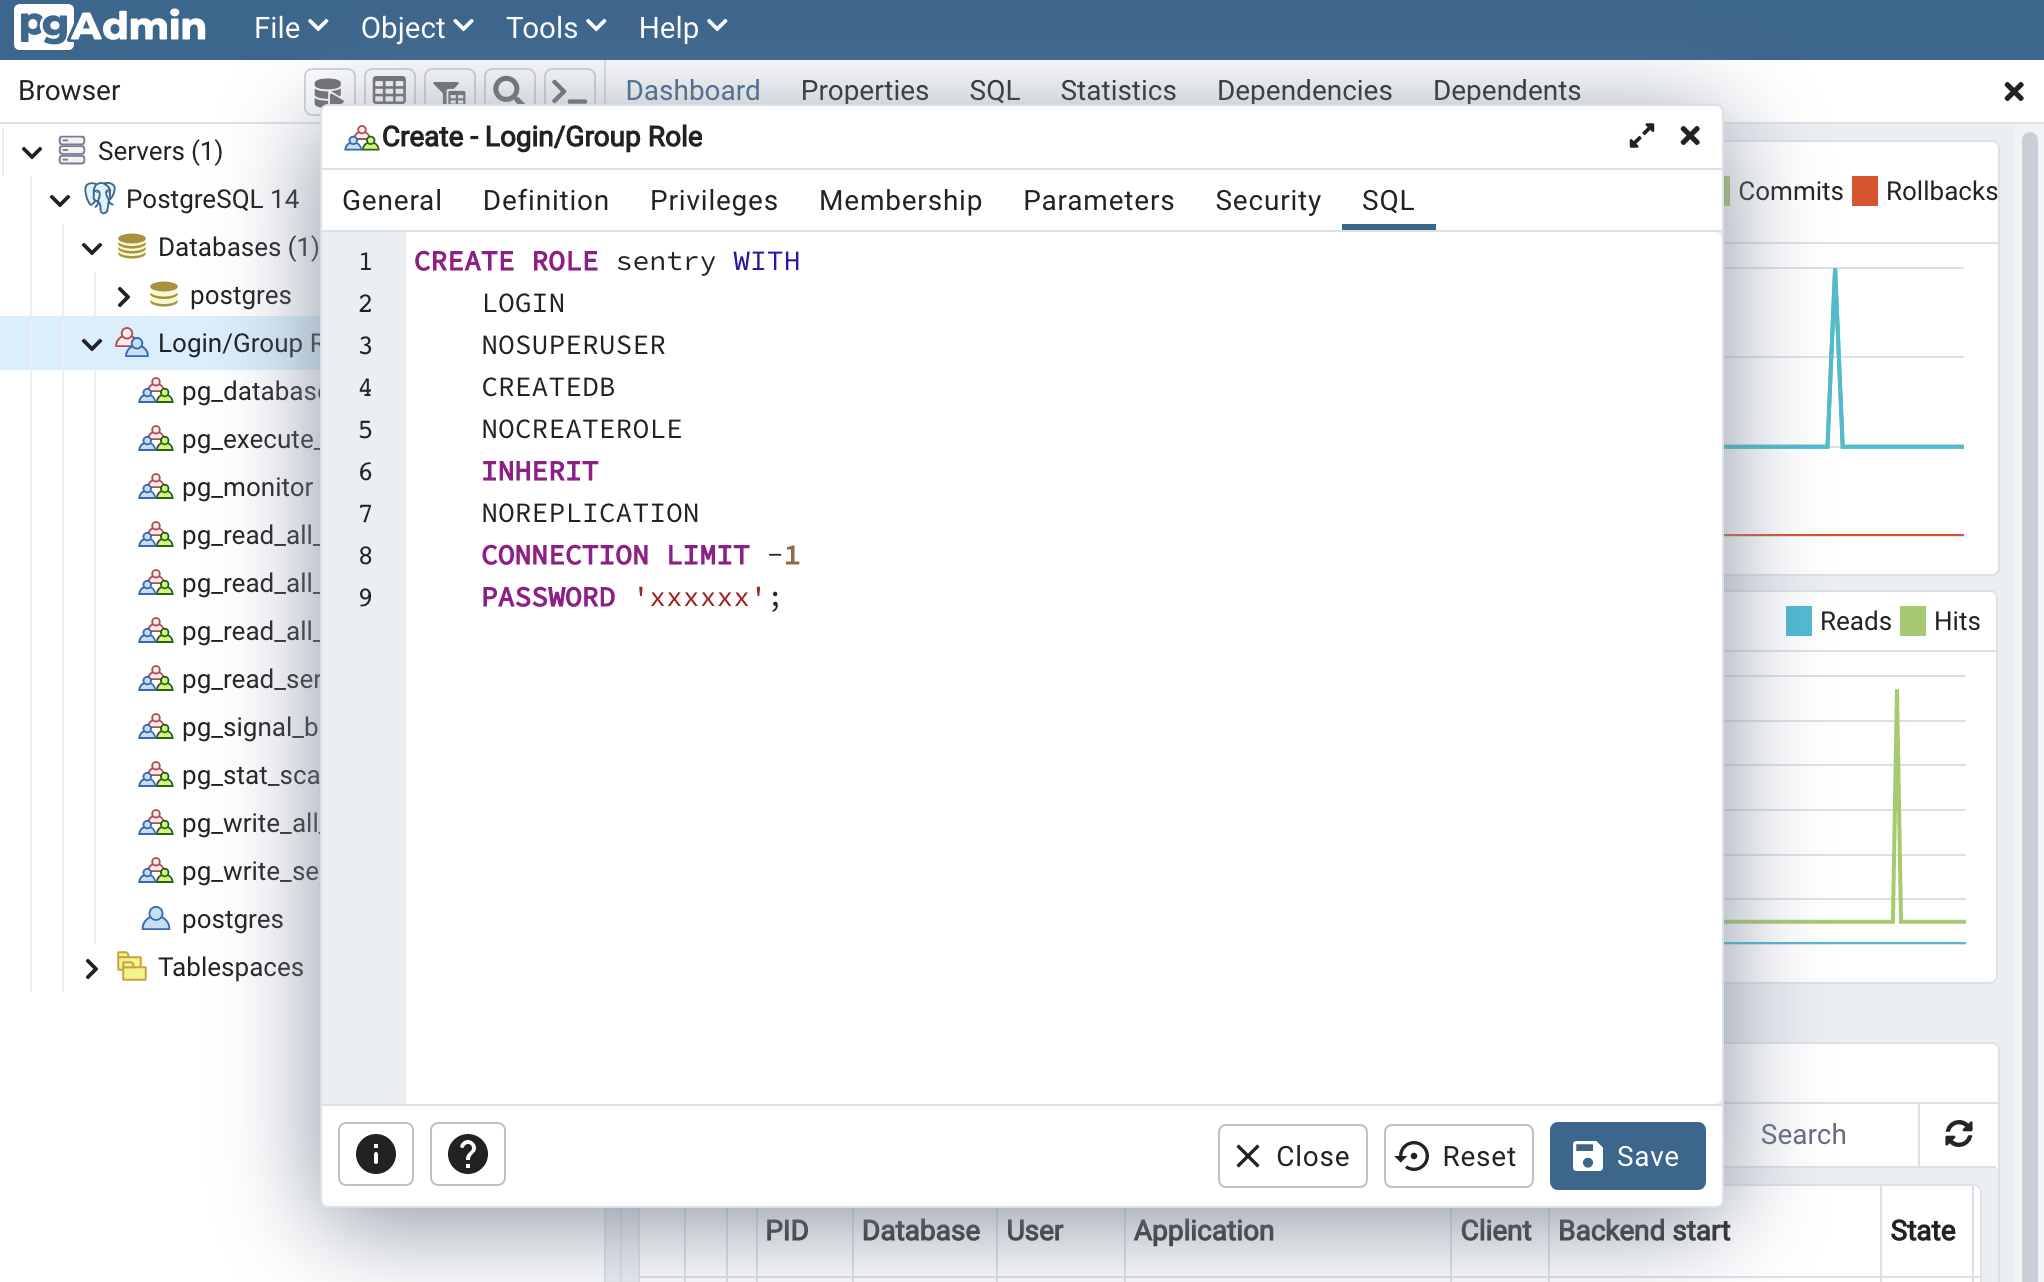 pgAdmin File Object Tools Help
Browser Dashboard Properties SQL Statistics Dependencies Dependents
Create - Login/Group Role
General Definition Privileges Membership Parameters Security SQL
1 CREATE ROLE sentry WITH
2 LOGIN
3 NOSUPERUSER
4 CREATEDB
5 NOCREATEROLE
6 INHERIT
7 NOREPLICATION
8 CONNECTION LIMIT -1
9 PASSWORD 'xxxxxx';
Close Reset Save
Servers (1)
PostgreSQL 14
Databases (1)
postgres
Login/Group R
pg_database
pg_execute_
pg_monitor
pg_read_all_
pg_read_all_
pg_read_all_
pg_read_ser
pg_signal_b
pg_stat_sca
pg_write_all_
pg_write_se
postgres
Tablespaces
Commits Rollbacks
Reads Hits
Search
PID Database User Application Client Backend start State